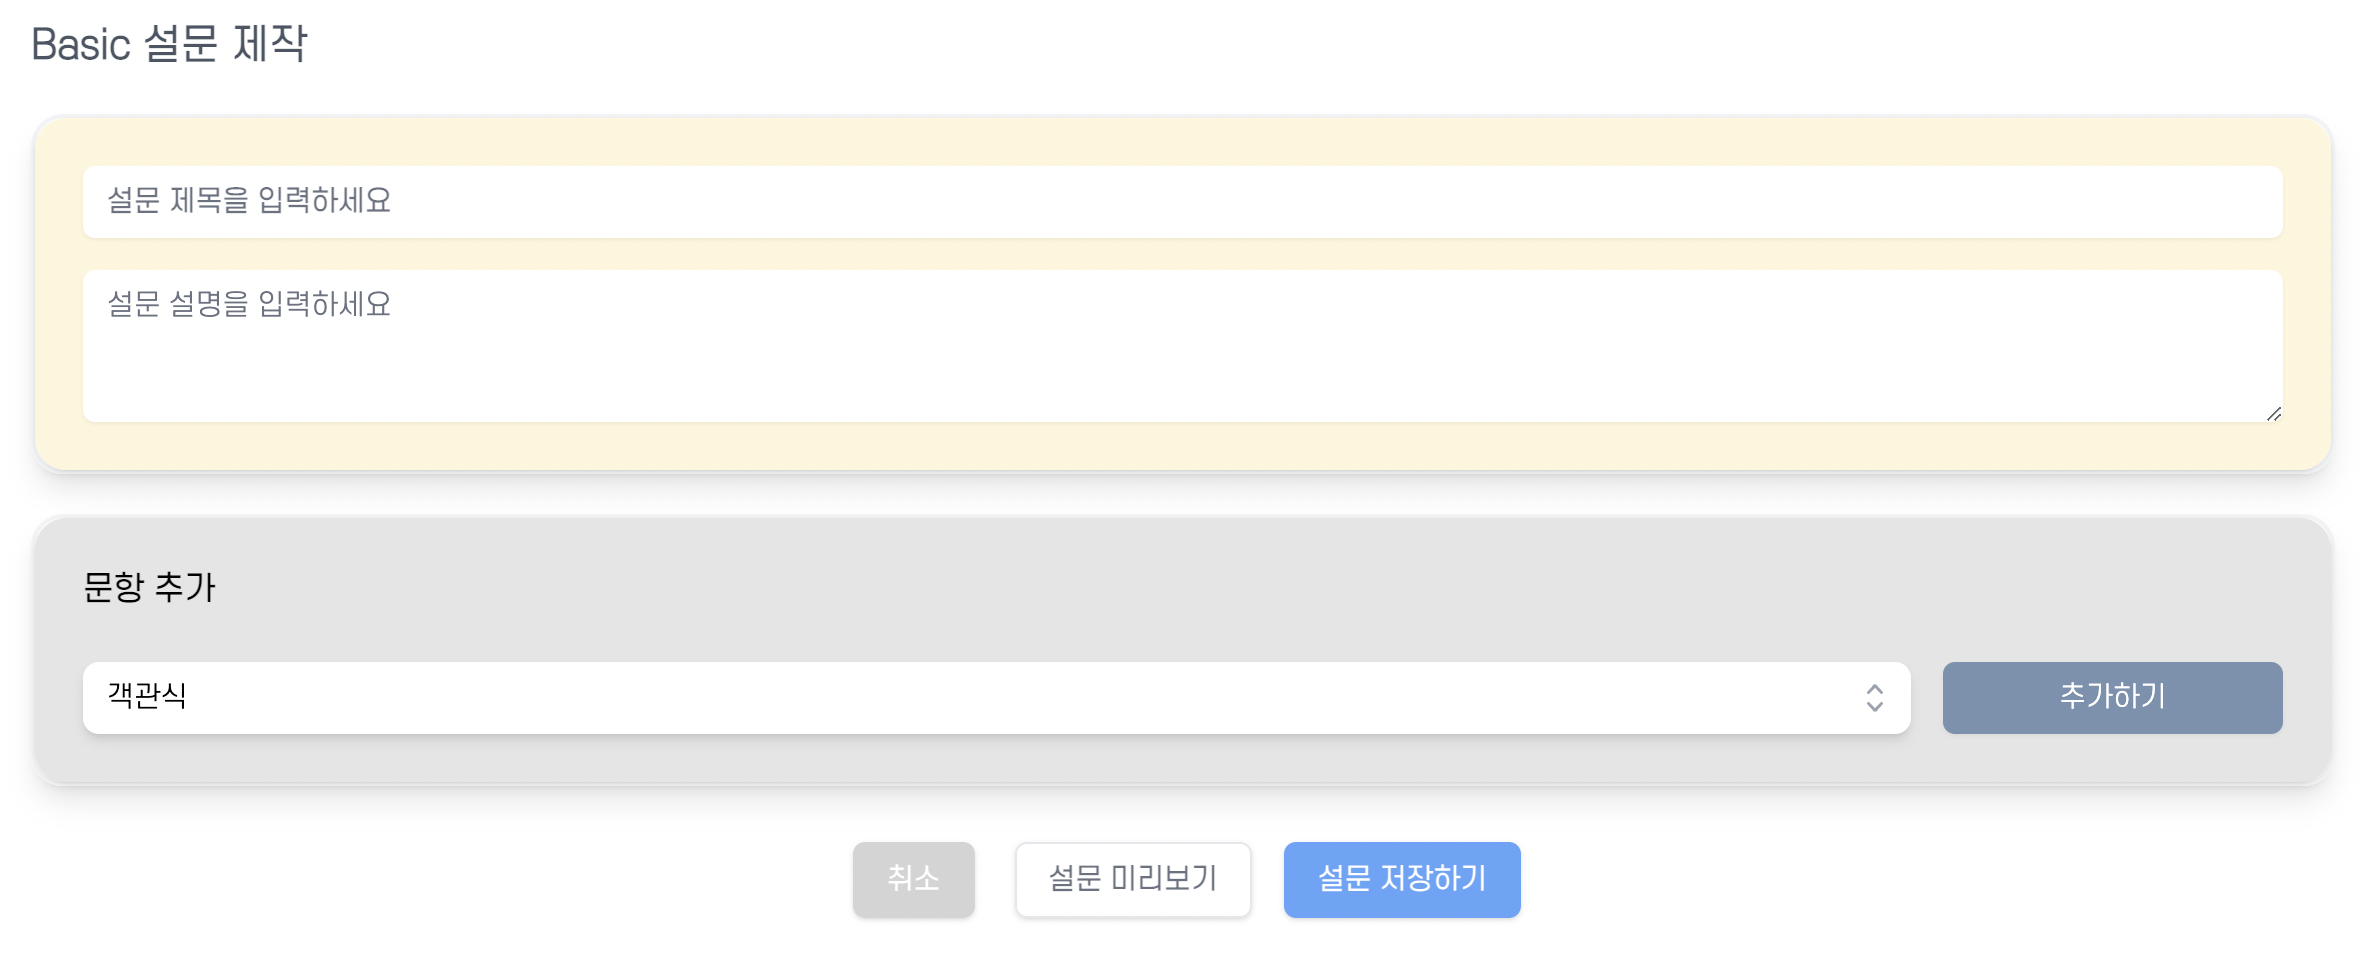 Basic 설문 제작
설문 제목을 입력하세요
설문 설명을 입력하세요
문항 추가
객관식
추가하기
취소
설문 미리보기
설문 저장하기